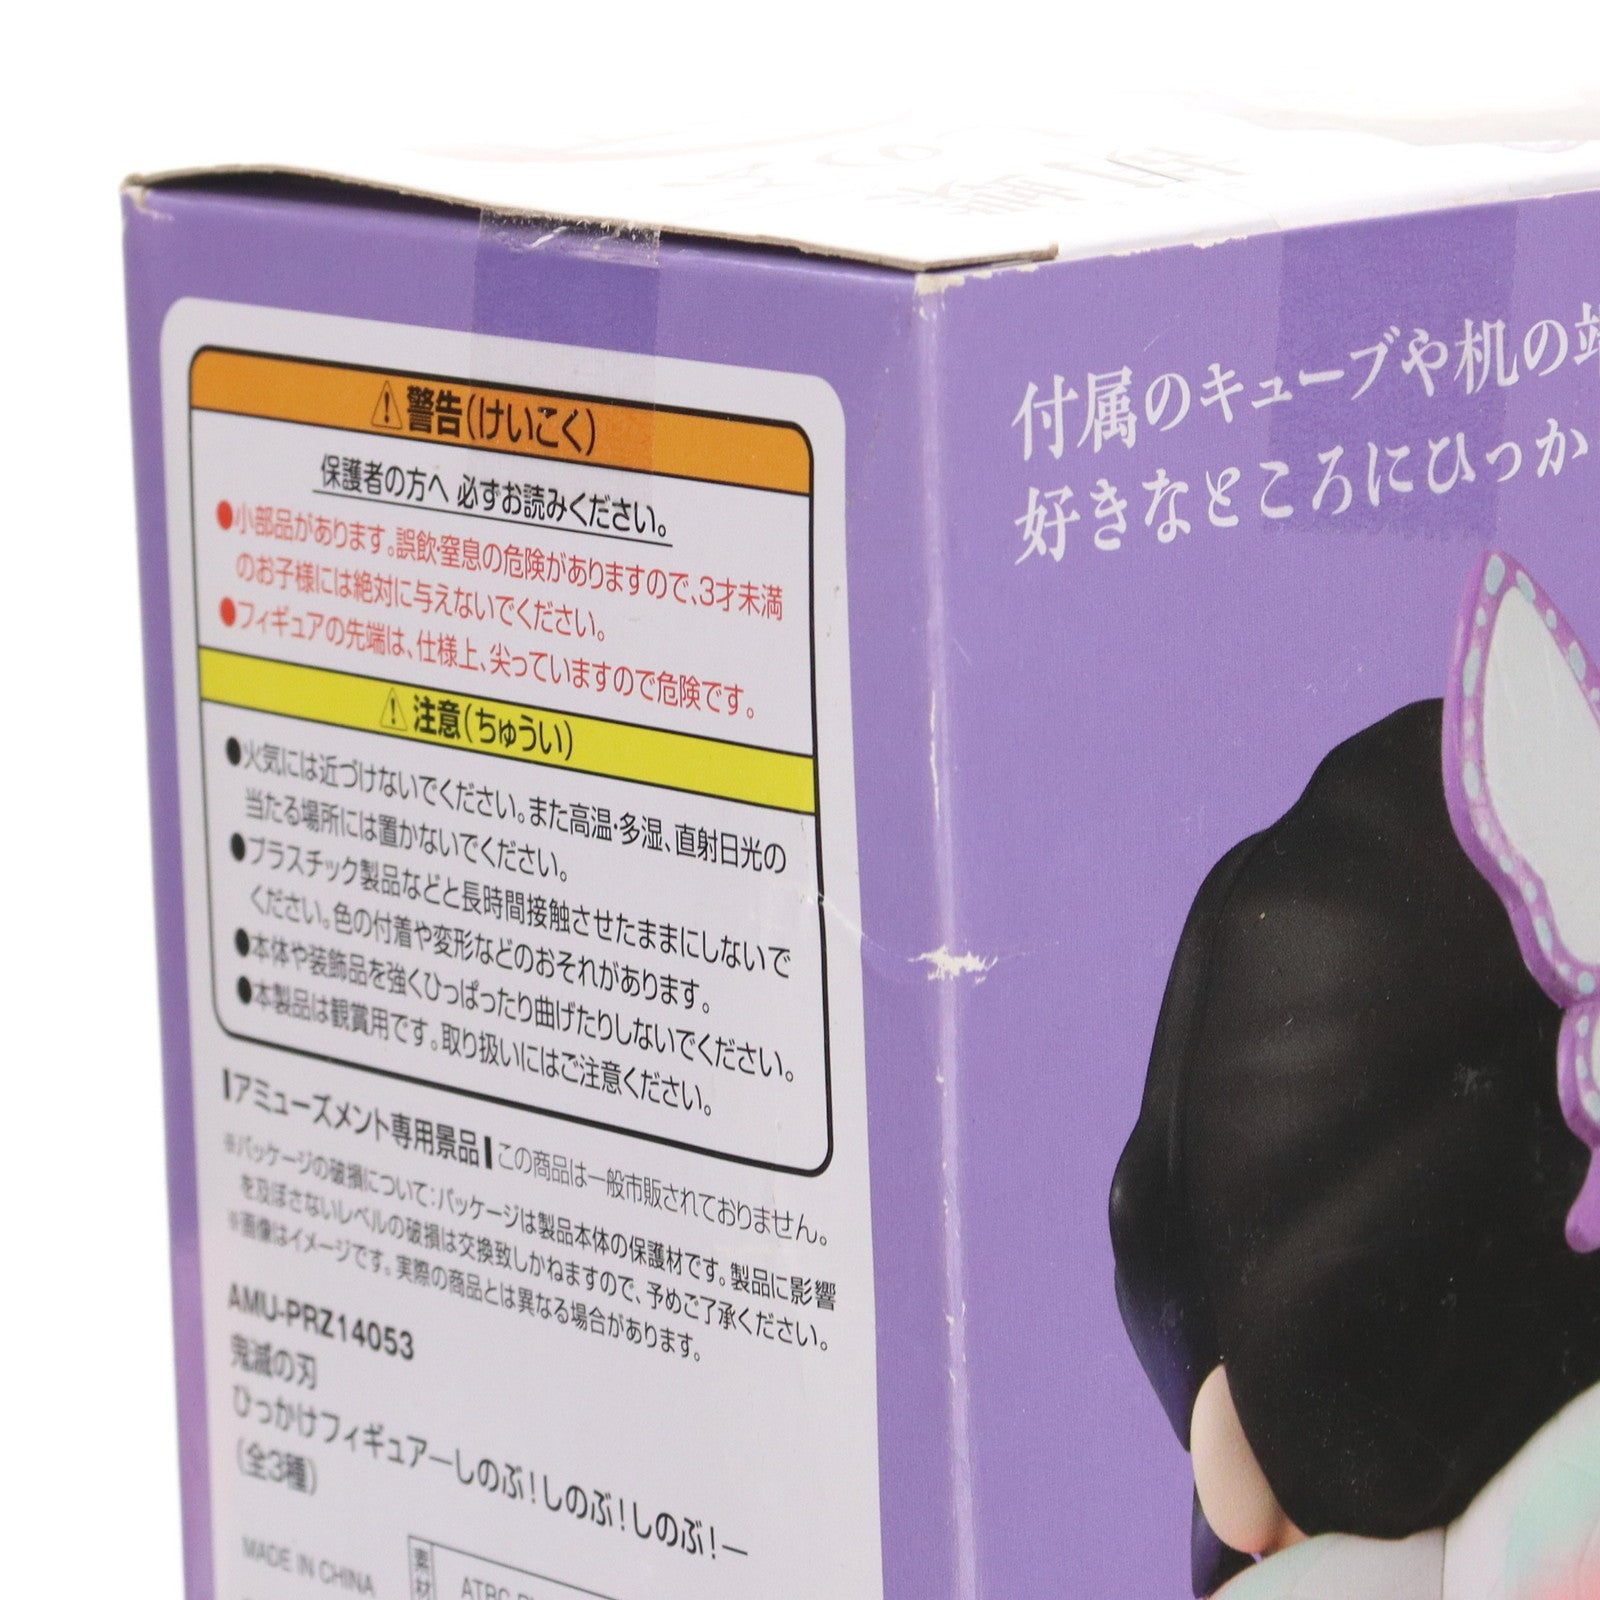 警告(けいこく)
保護者の方へ 必ずお読みください。
●小部品があります。誤飲・窒息の危険がありますので、3才未満
のお子様には絶対に与えないでください。
●フィギュアの先端は、仕様上、尖っていますので危険です。
注意(ちゅうい)
●火気には近づけないでください。また高温・多湿、直射日光の
当たる場所には置かないでください。
●プラスチック製品などと長時間接触させたままにしないで
ください。色の付着や変形などのおそれがあります。
●本体や装飾品を強くひっぱったり曲げたりしないでください。
●本製品は観賞用です。取り扱いにはご注意ください。
┃アミューズメント専用景品┃この商品は一般市販されておりません。
※パッケージの破損について:パッケージは製品本体の保護材です。製品に影響
を及ぼさないレベルの破損は交換致しかねますので、予めご了承ください。
※画像はイメージです。実際の商品とは異なる場合があります。
AMU-PRZ14053
鬼滅の刃
ひっかけフィギュアーしのぶ!しのぶ!しのぶ!ー
(全3種)
MADE IN CHINA
素材
付属のキューブや机の端
好きなところにひっか